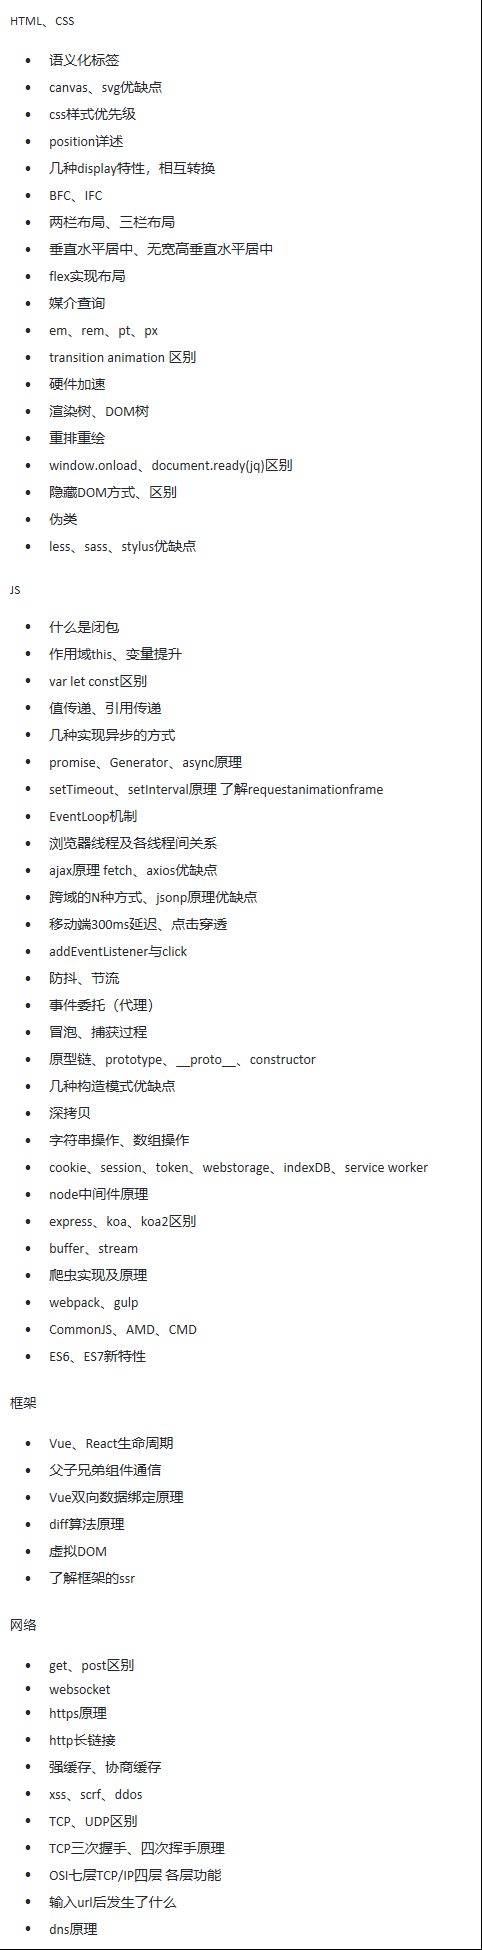 HTML、CSS
• 语义化标签
• canvas、svg优缺点
• css样式优先级
• position详述
• 几种display特性，相互转换
• BFC、IFC
• 两栏布局、三栏布局
• 垂直水平居中、无宽高垂直水平居中
• flex实现布局
• 媒介查询
• em、rem、pt、px
• transition animation 区别
• 硬件加速
• 渲染树、DOM树
• 重排重绘
• window.onload、document.ready(jq)区别
• 隐藏DOM方式、区别
• 伪类
• less、sass、stylus优缺点
JS
• 什么是闭包
• 作用域this、变量提升
• var let const区别
• 值传递、引用传递
• 几种实现异步的方式
• promise、Generator、async原理
• setTimeout、setInterval原理 了解requestanimationframe
• EventLoop机制
• 浏览器线程及各线程间关系
• ajax原理 fetch、axios优缺点
• 跨域的N种方式、jsonp原理优缺点
• 移动端300ms延迟、点击穿透
• addEventListener与click
• 防抖、节流
• 事件委托（代理）
• 冒泡、捕获过程
• 原型链、prototype、__proto__、constructor
• 几种构造模式优缺点
• 深拷贝
• 字符串操作、数组操作
• cookie、session、token、webstorage、indexDB、service worker
• node中间件原理
• express、koa、koa2区别
• buffer、stream
• 爬虫实现及原理
• webpack、gulp
• CommonJS、AMD、CMD
• ES6、ES7新特性
框架
• Vue、React生命周期
• 父子兄弟组件通信
• Vue双向数据绑定原理
• diff算法原理
• 虚拟DOM
• 了解框架的ssr
网络
• get、post区别
• websocket
• https原理
• http长链接
• 强缓存、协商缓存
• xss、scrf、ddos
• TCP、UDP区别
• TCP三次握手、四次挥手原理
• OSI七层TCP/IP四层 各层功能
• 输入url后发生了什么
• dns原理